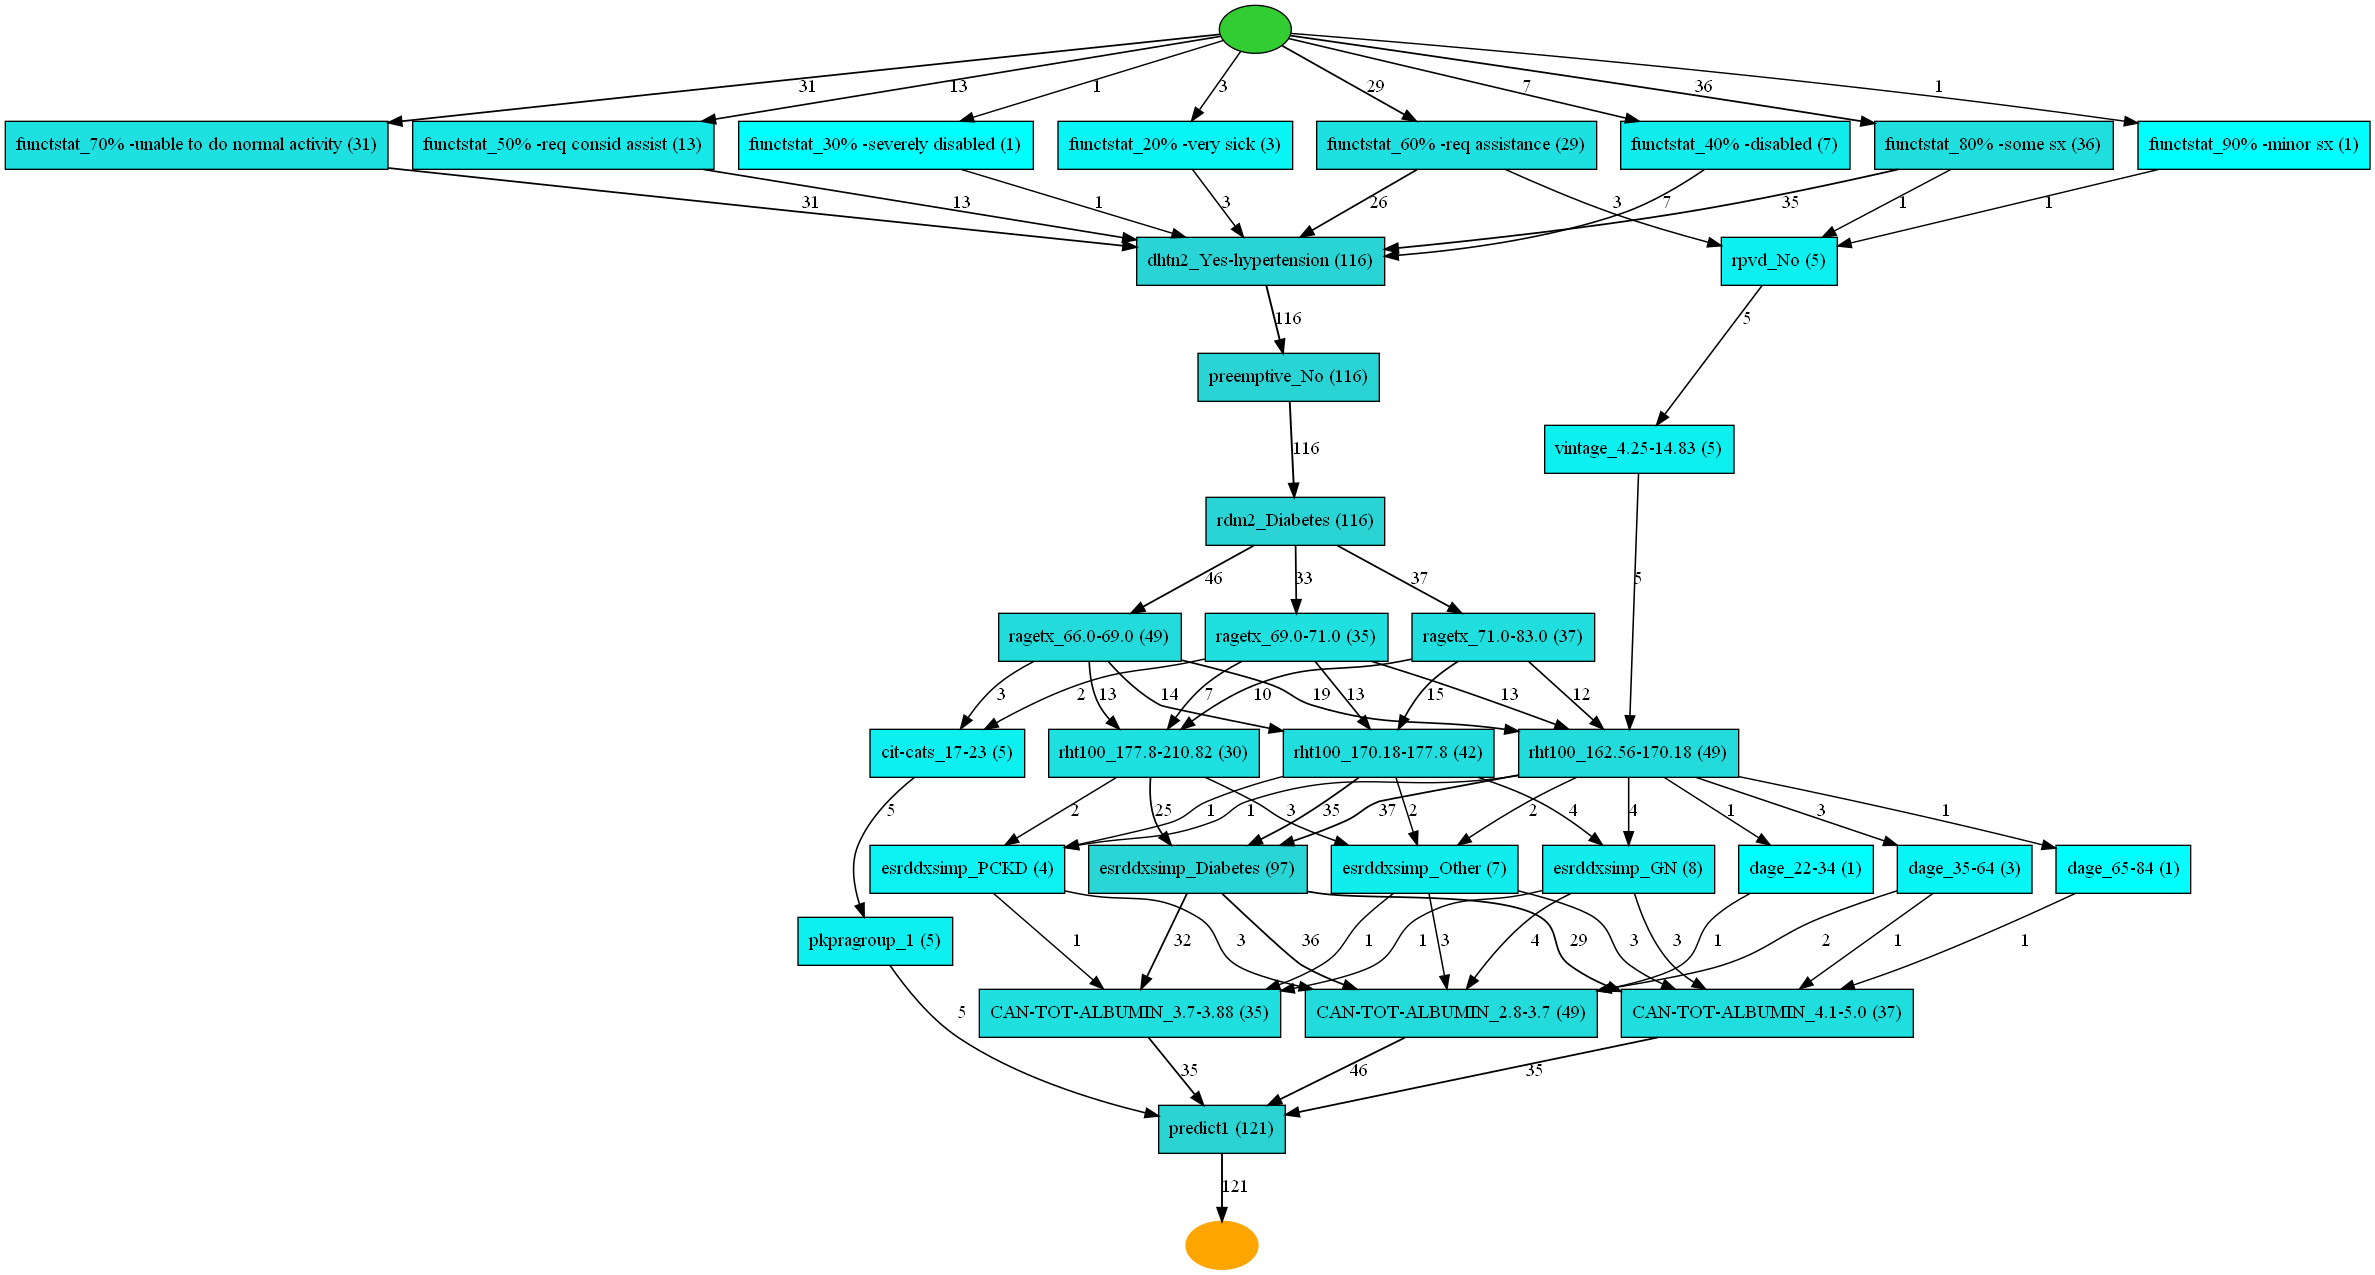 31
13
1
3
29
7
36
1
functstat_70% -unable to do normal activity (31)
functstat_50% -req consid assist (13)
functstat_30% -severely disabled (1)
functstat_20% -very sick (3)
functstat_60% -req assistance (29)
functstat_40% -disabled (7)
functstat_80% -some sx (36)
functstat_90% -minor sx (1)
31
13
1
3
26
3
7
35
1
1
dhtn2_Yes-hypertension (116)
rpvd_No (5)
116
5
preemptive_No (116)
116
vintage_4.25-14.83 (5)
rdm2_Diabetes (116)
46
33
37
5
ragetx_66.0-69.0 (49)
ragetx_69.0-71.0 (35)
ragetx_71.0-83.0 (37)
3
2
13
14
7
10
19
13
15
13
12
cit-cats_17-23 (5)
rht100_177.8-210.82 (30)
rht100_170.18-177.8 (42)
rht100_162.56-170.18 (49)
5
2
25
1
1
3
35
37
2
2
4
4
1
3
1
esrddxsimp_PCKD (4)
esrddxsimp_Diabetes (97)
esrddxsimp_Other (7)
esrddxsimp_GN (8)
dage_22-34 (1)
dage_35-64 (3)
dage_65-84 (1)
pkpragroup_1 (5)
1
32
3
36
1
1
3
4
29
3
3
1
2
1
1
CAN-TOT-ALBUMIN_3.7-3.88 (35)
CAN-TOT-ALBUMIN_2.8-3.7 (49)
CAN-TOT-ALBUMIN_4.1-5.0 (37)
5
35
46
35
predict1 (121)
121